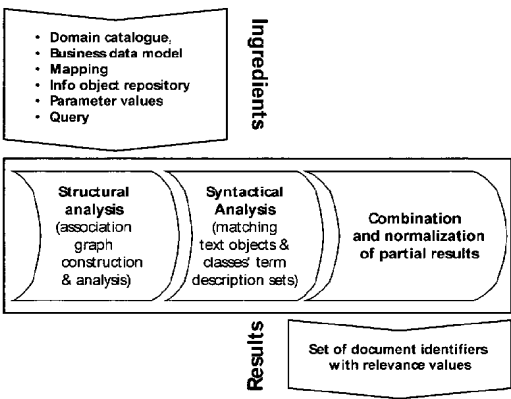 • Domain catalogue,
• Business data model
• Mapping
• Info object repository
• Parameter values
• Query
Ingredients
Structural
analysis
(association
graph
construction
& analysis)
Syntactical
Analysis
(matching
text objects &
classes' term
description sets)
Combination
and normalization
of partial results
Results
Set of document identifiers
with relevance values